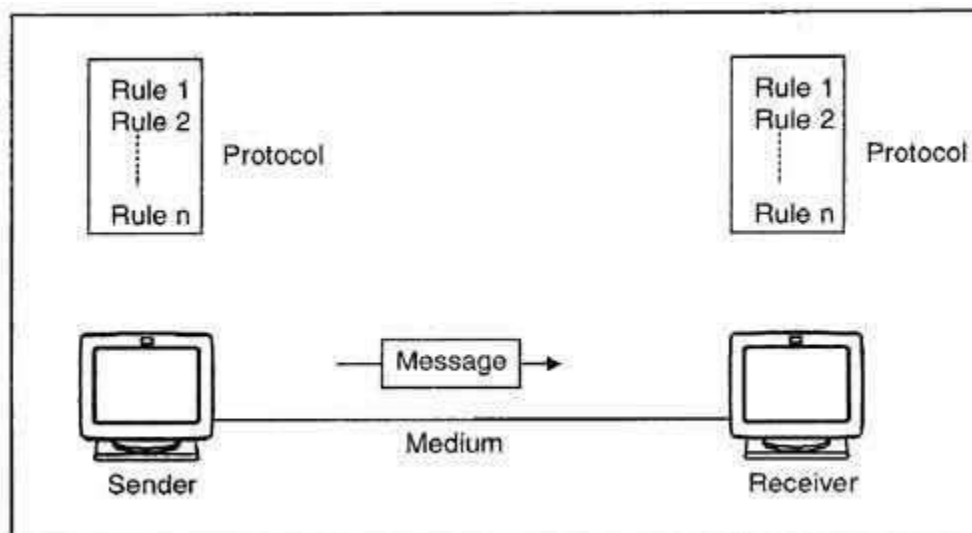 Rule 1
Rule 2
Rule n
Protocol
Rule 1
Rule 2
Rule n
Protocol
Message
Medium
Sender
Receiver